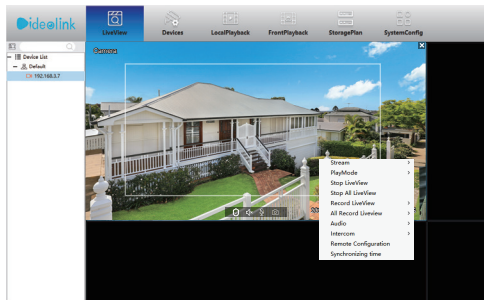 Videolink
LiveView
Devices
LocalPlayback
FrontPlayback
StoragePlan
SystemConfig
Device List
Default
192.168.3.7
Camera
Stream
PlayMode
Stop LiveView
Stop All LiveView
Record LiveView
All Record Liveview
Audio
Intercom
Remote Configuration
Synchronizing time